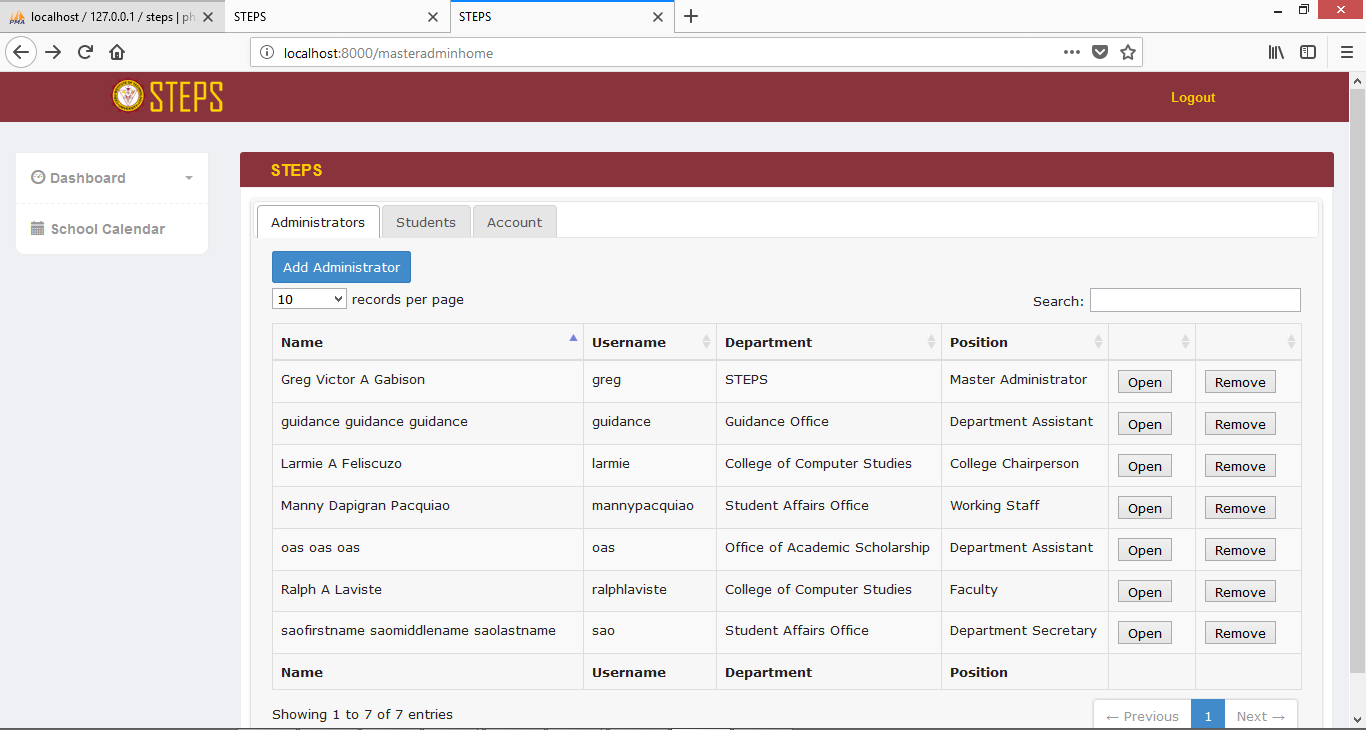 localhost / 127.0.0.1 / steps | ph
STEPS
STEPS
localhost:8000/masteradminhome
STEPS
Logout
Dashboard
School Calendar
STEPS
Administrators Students Account
Add Administrator
10 records per page
Search:
Name Username Department Position
Greg Victor A Gabison greg STEPS Master Administrator Open Remove
guidance guidance guidance guidance Guidance Office Department Assistant Open Remove
Larmie A Feliscuzo larmie College of Computer Studies College Chairperson Open Remove
Manny Dapigran Pacquiao mannypacquiao Student Affairs Office Working Staff Open Remove
oas oas oas oas Office of Academic Scholarship Department Assistant Open Remove
Ralph A Laviste ralphlaviste College of Computer Studies Faculty Open Remove
saofirstname saomiddlename saolastname sao Student Affairs Office Department Secretary Open Remove
Name Username Department Position
Showing 1 to 7 of 7 entries
← Previous 1 Next →